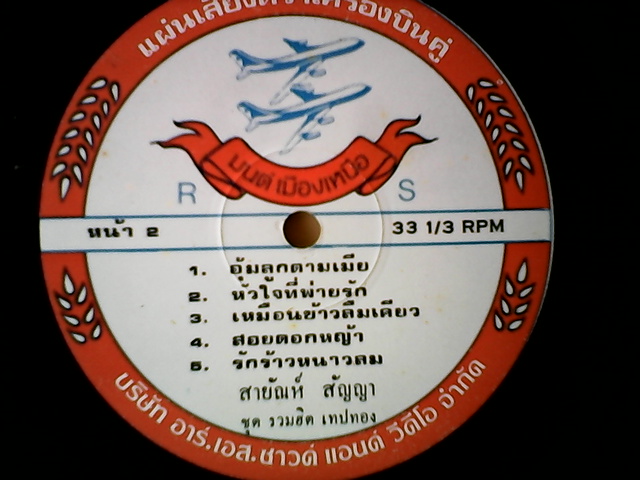 แผ่นเสียงตราเครื่องบินคู่
มนต์เมืองเหนือ
R S
หน้า 2
33 1/3 RPM
1. อุ้มลูกตามเมีย
2. หัวใจที่พ่ายรัก
3. เหมือนข้าวลืมเคียว
4. สอยดอกหญ้า
5. รักร้าวหนาวลม
สายัณห์ สัญญา
ชุด รวมฮิต เทปทอง
บริษัท อาร์.เอส.ซาวด์ แอนด์ วีดีโอ จำกัด